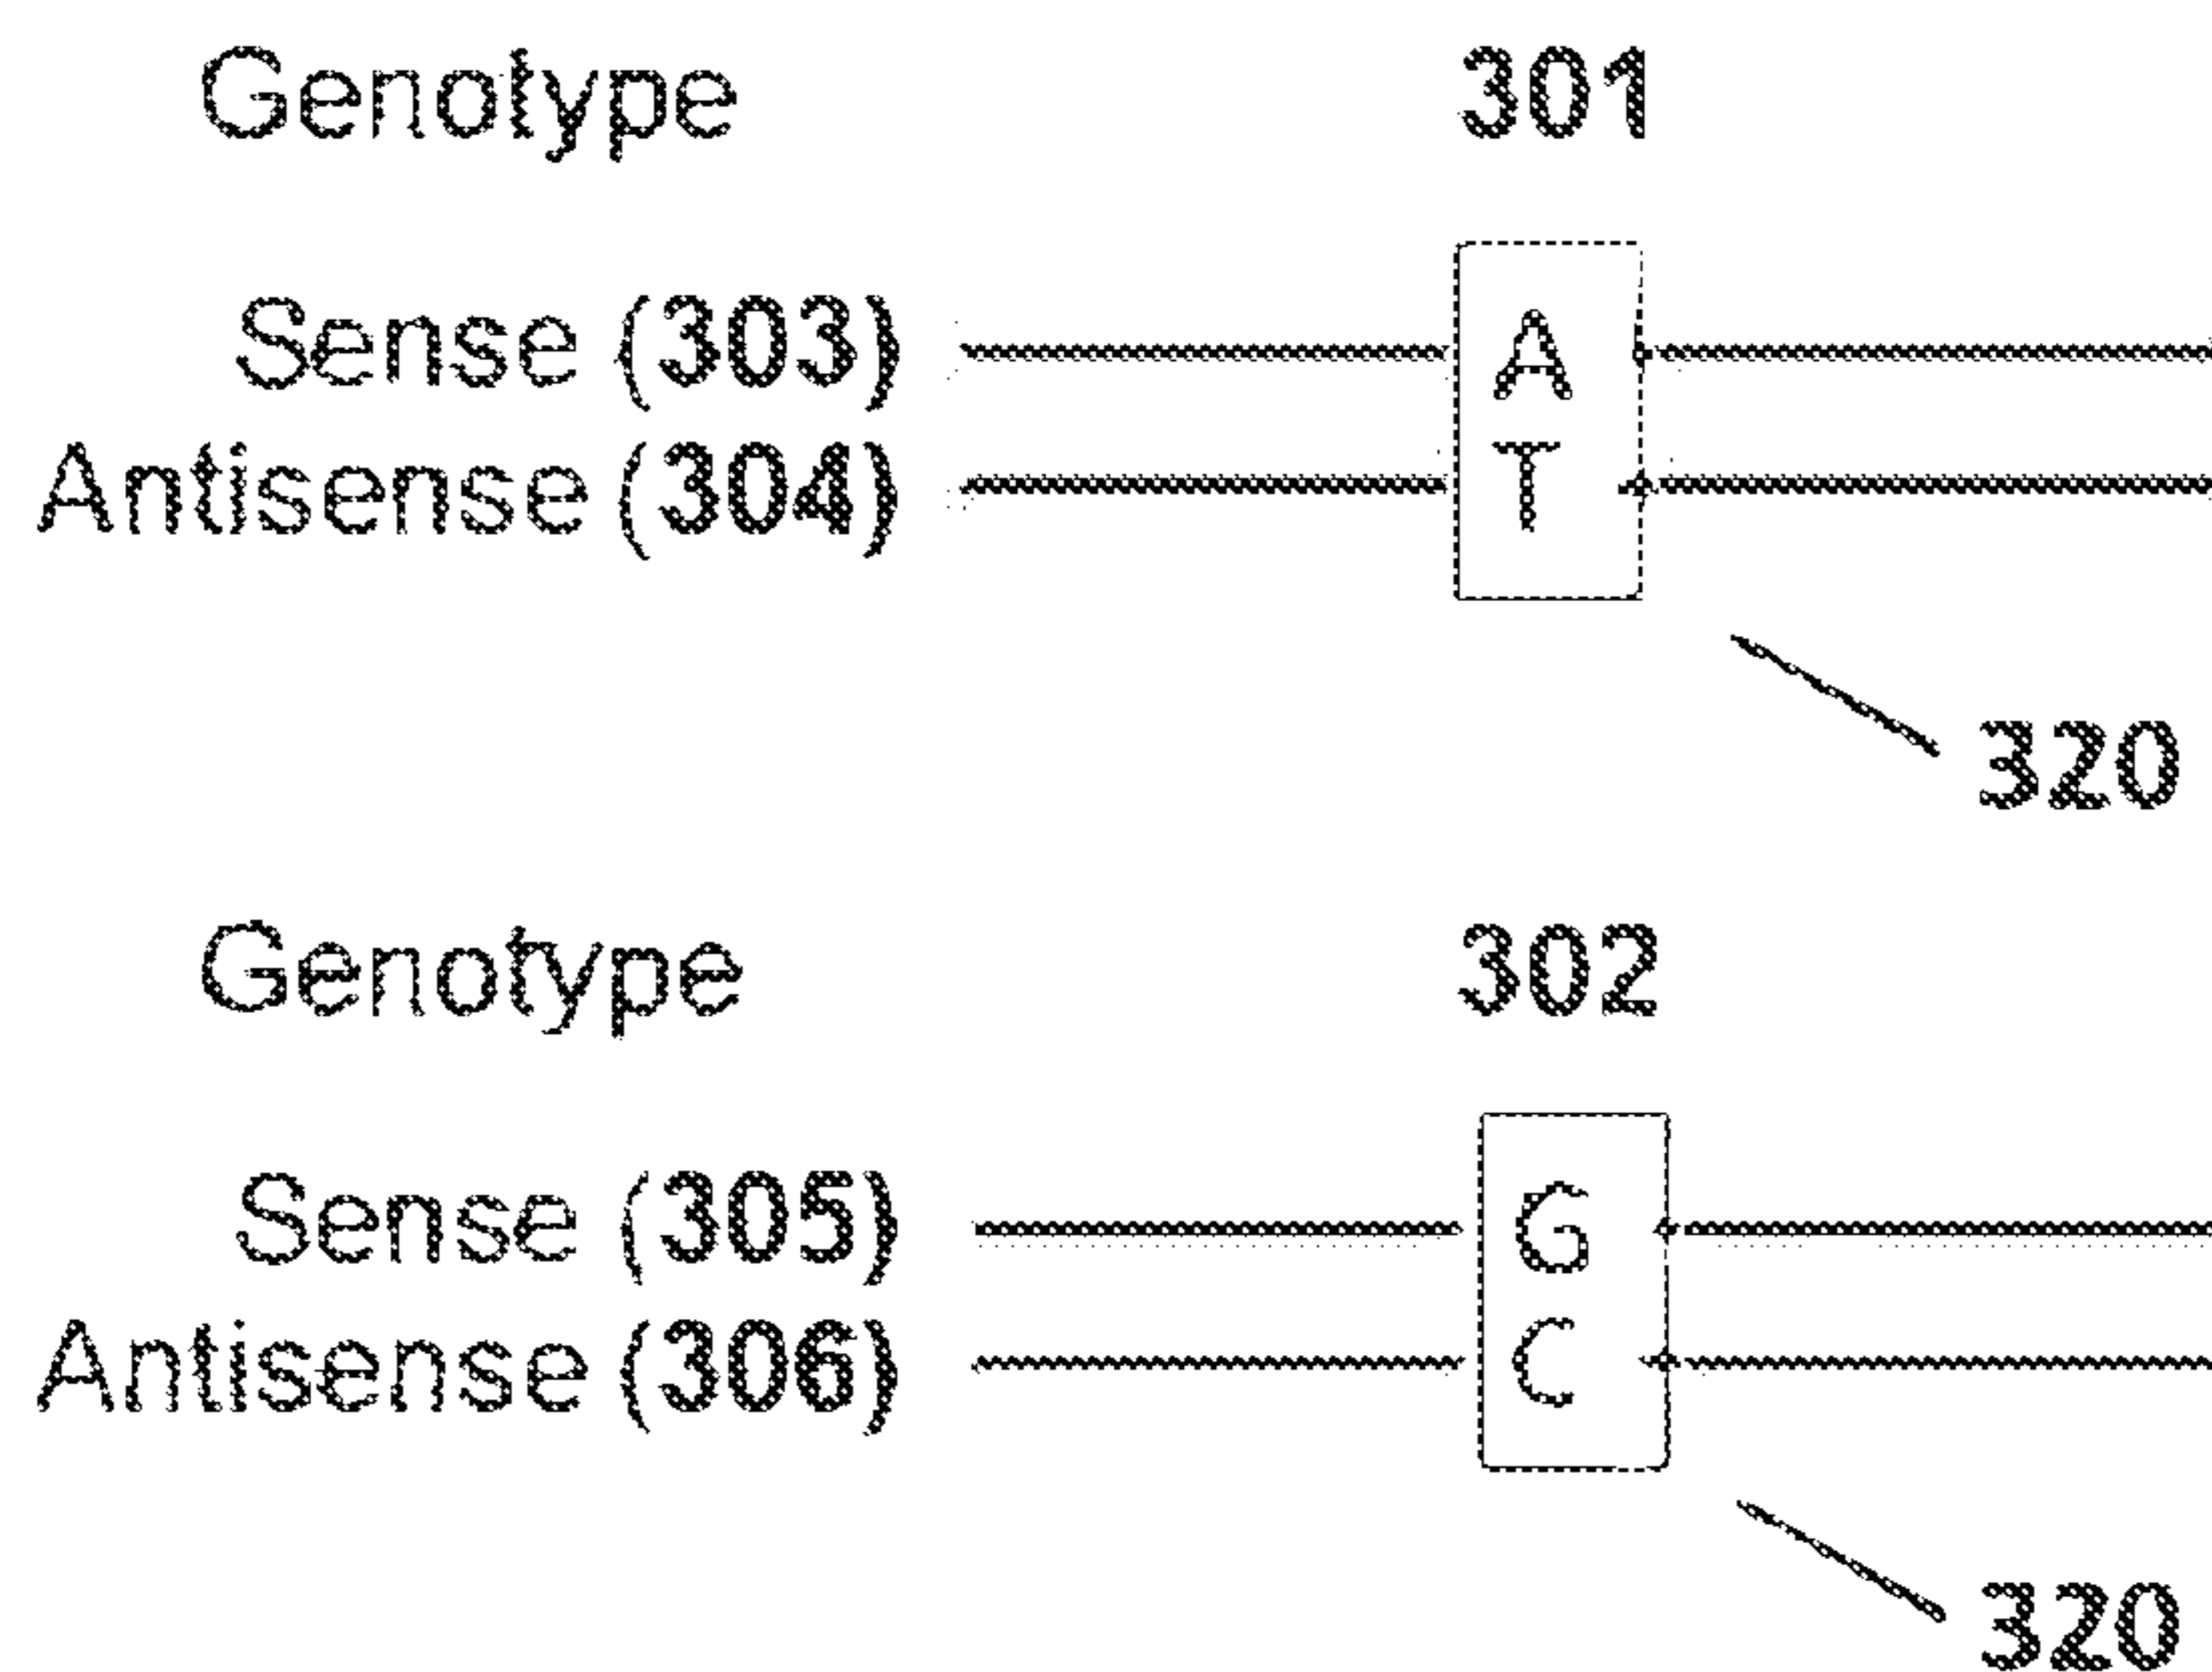 Genotype 301
Sense (303) A
Antisense (304) T
320
Genotype 302
Sense (305) G
Antisense (306) C
320